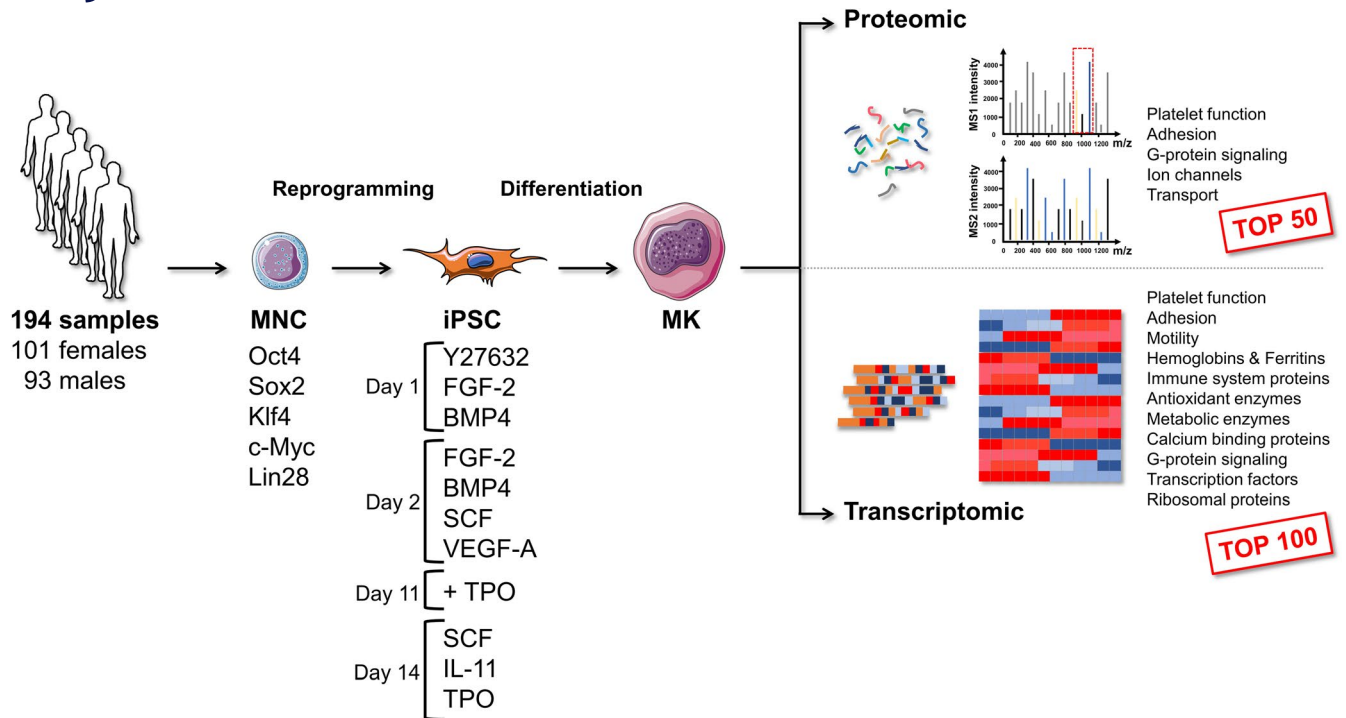 Proteomic
MS1 intensity
4000
3000
2000
1000
0
0 200 400 600 800 1000 1200 m/z
MS2 intensity
4000
3000
2000
1000
0
0 200 400 600 800 1000 1200 m/z
Platelet function
Adhesion
G-protein signaling
Ion channels
Transport
TOP 50
Reprogramming
Differentiation
194 samples
101 females
93 males
MNC
Oct4
Sox2
Klf4
c-Myc
Lin28
iPSC
Day 1
Y27632
FGF-2
BMP4
Day 2
FGF-2
BMP4
SCF
VEGF-A
Day 11
+ TPO
Day 14
SCF
IL-11
TPO
MK
Platelet function
Adhesion
Motility
Hemoglobins & Ferritins
Immune system proteins
Antioxidant enzymes
Metabolic enzymes
Calcium binding proteins
G-protein signaling
Transcription factors
Ribosomal proteins
Transcriptomic
TOP 100